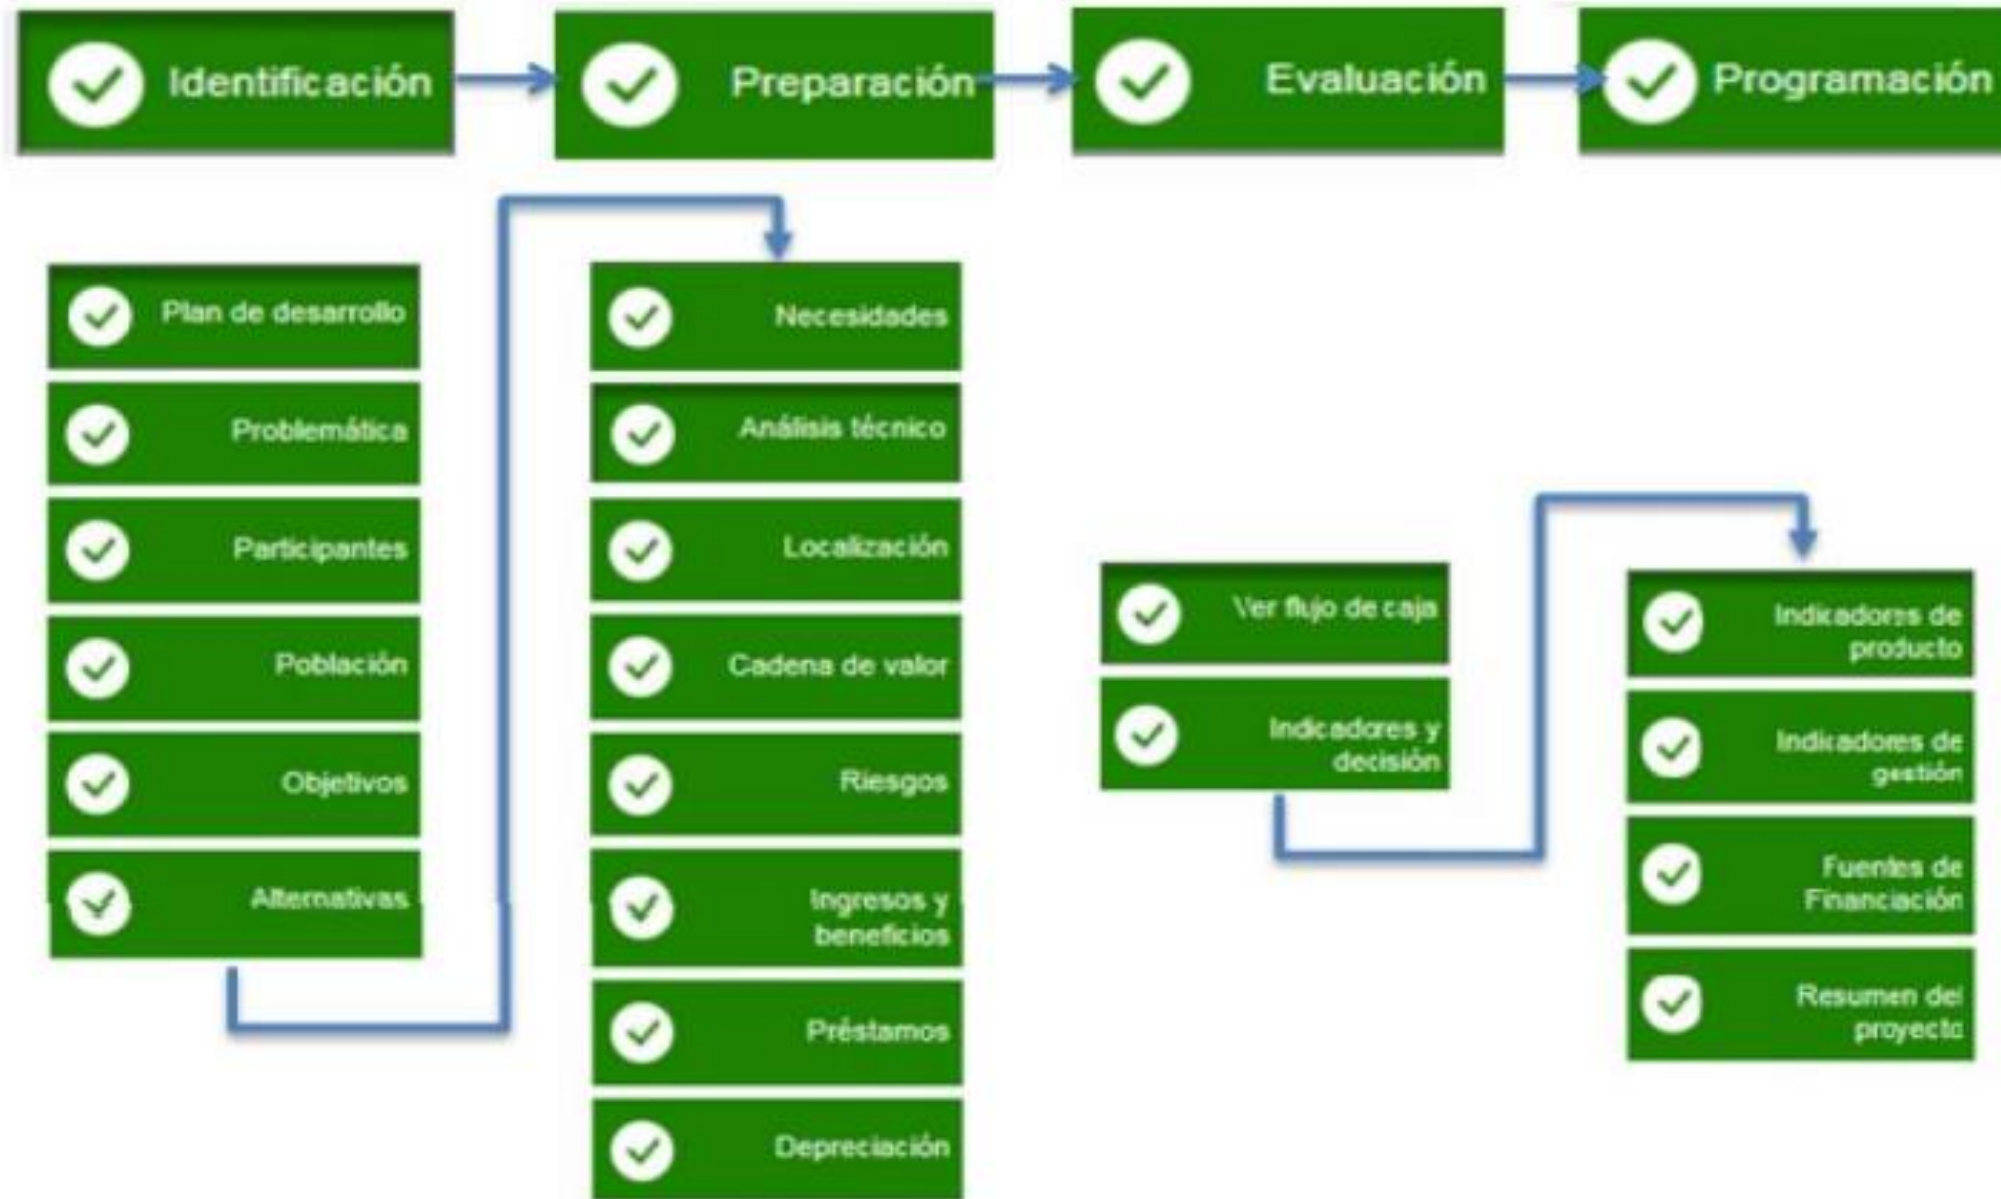 Identificación
Preparación
Evaluación
Programación
Plan de desarrollo
Problemática
Participantes
Población
Objetivos
Alternativas
Necesidades
Análisis técnico
Localización
Cadena de valor
Riesgos
Ingresos y
beneficios
Préstamos
Depreciación
Ver flujo de caja
Indicadores y
decisión
Indicadores de
producto
Indicadores de
gestión
Fuentes de
Financiación
Resumen del
proyecto